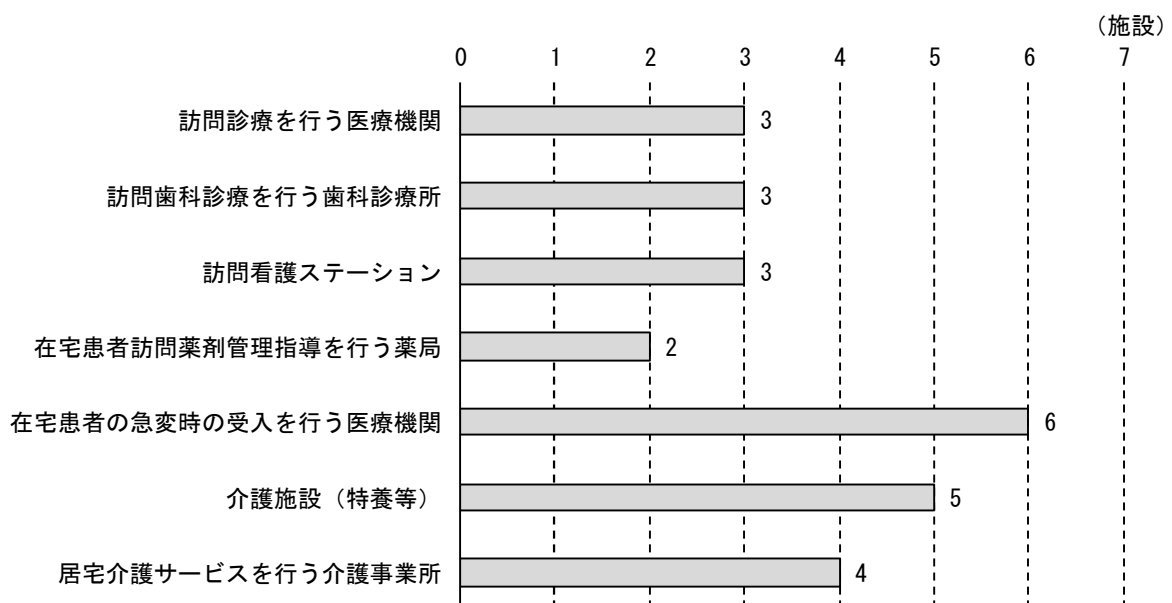 （施設）
0 1 2 3 4 5 6 7
訪問診療を行う医療機関 3
訪問歯科診療を行う歯科診療所 3
訪問看護ステーション 3
在宅患者訪問薬剤管理指導を行う薬局 2
在宅患者の急変時の受入を行う医療機関 6
介護施設（特養等） 5
居宅介護サービスを行う介護事業所 4